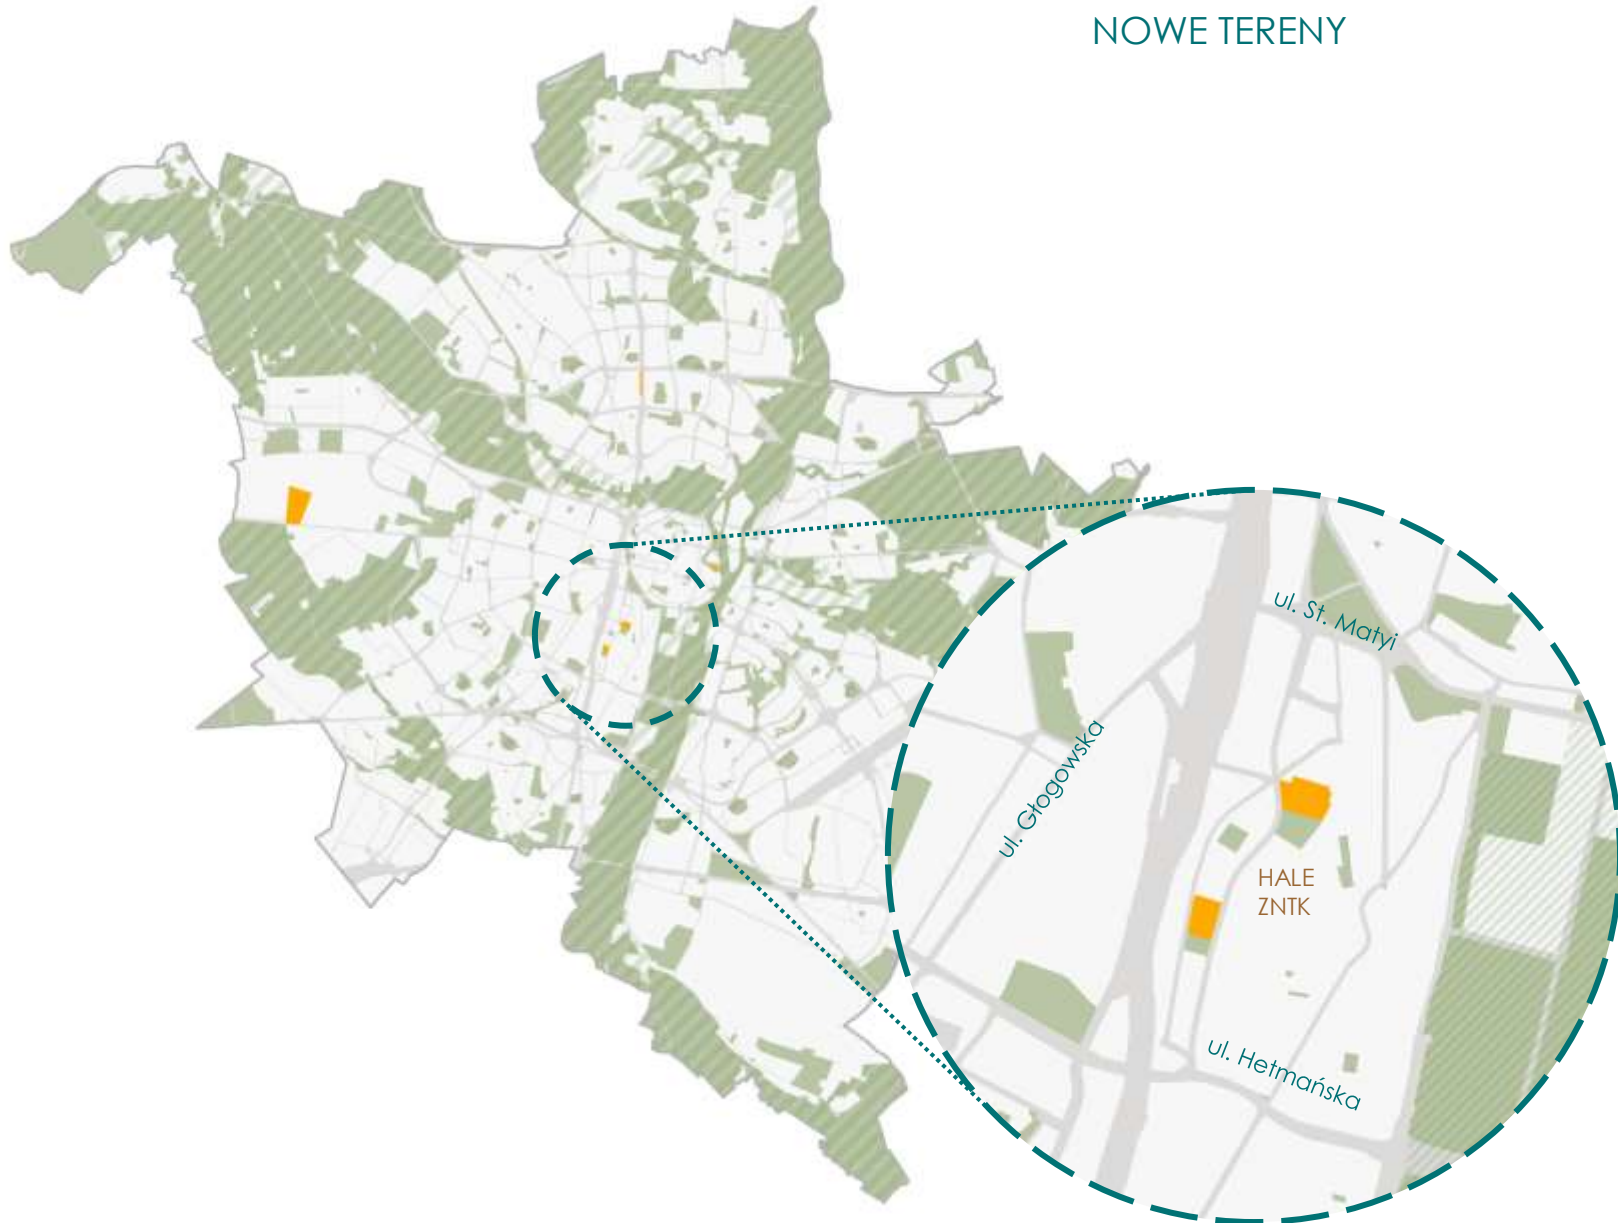 NOWE TERENY
ul. St. Matyi
ul. Głogowska
HALE
ZNTK
ul. Hetmańska